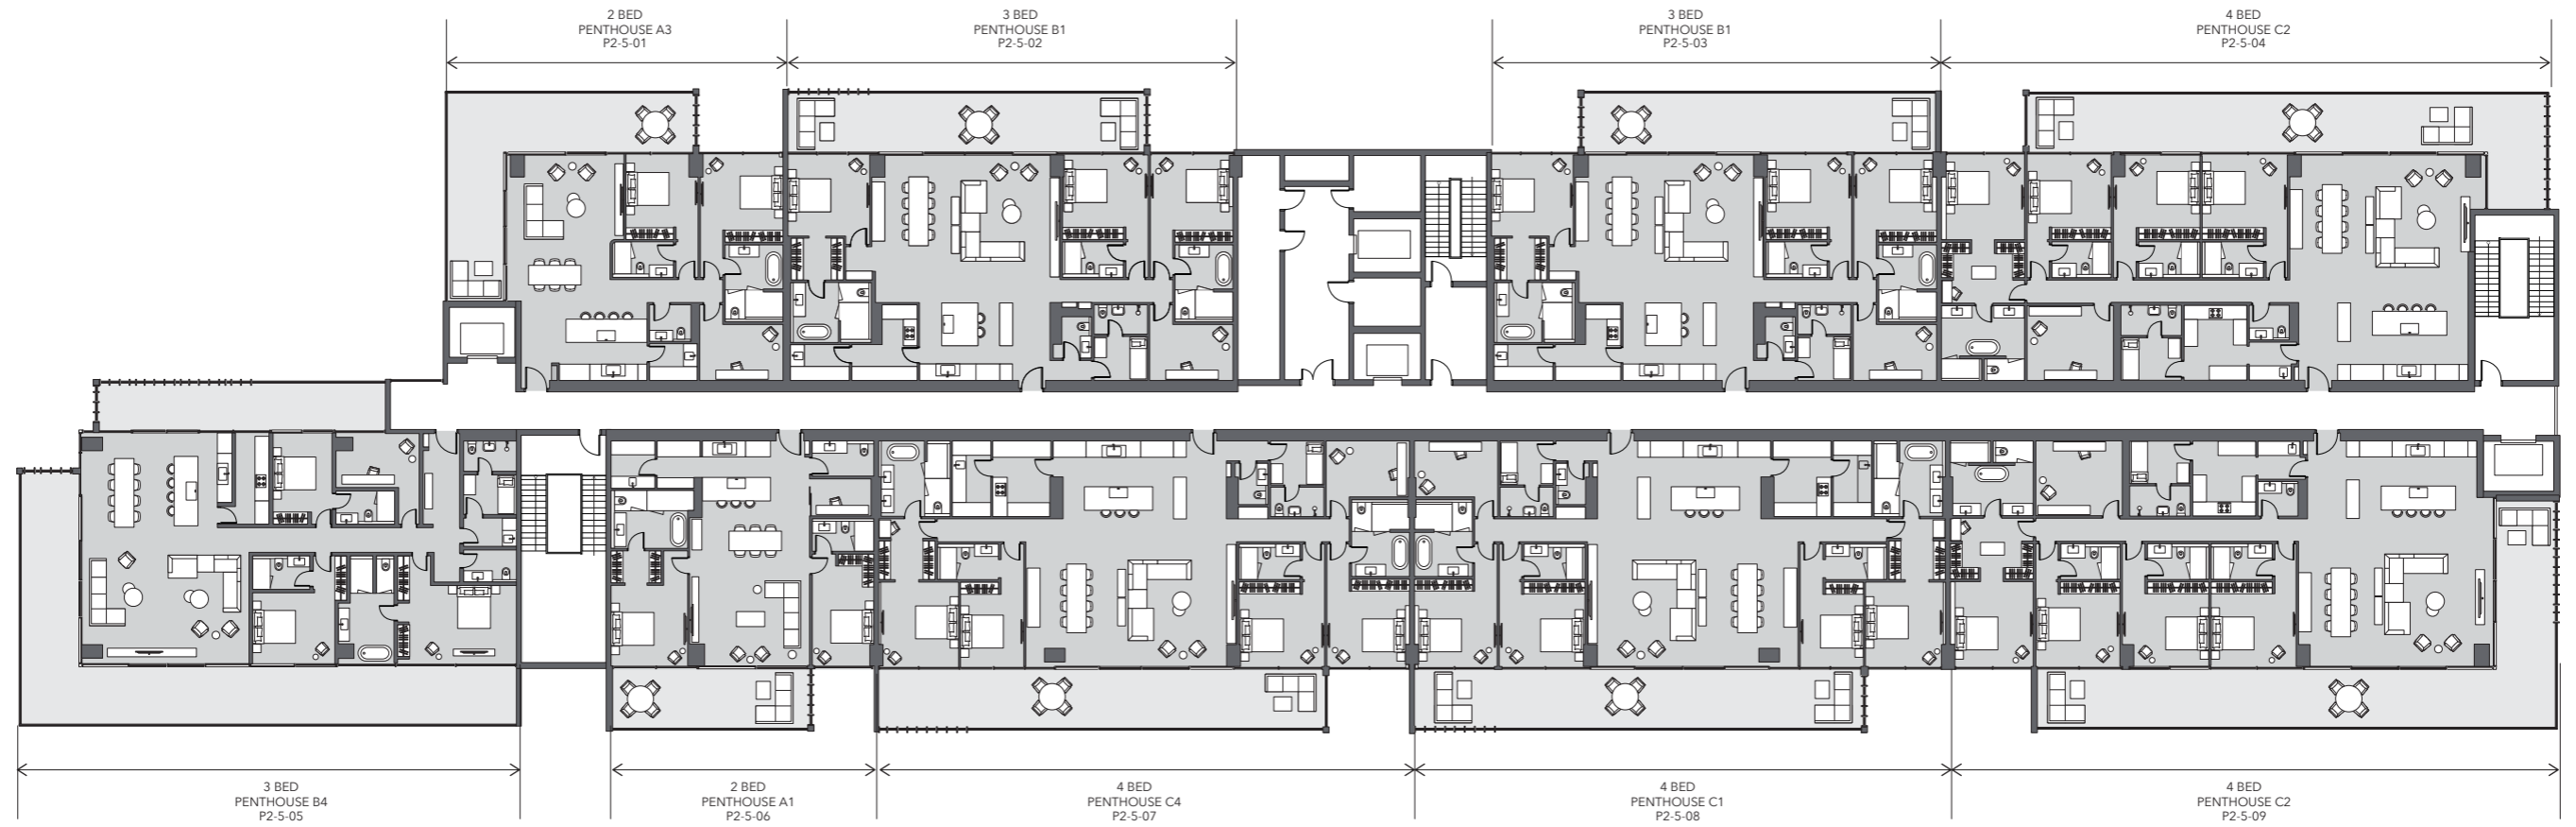 2 BED
PENTHOUSE A3
P2-5-01
3 BED
PENTHOUSE B1
P2-5-02
3 BED
PENTHOUSE B1
P2-5-03
4 BED
PENTHOUSE C2
P2-5-04
3 BED
PENTHOUSE B4
P2-5-05
2 BED
PENTHOUSE A1
P2-5-06
4 BED
PENTHOUSE C4
P2-5-07
4 BED
PENTHOUSE C1
P2-5-08
4 BED
PENTHOUSE C2
P2-5-09